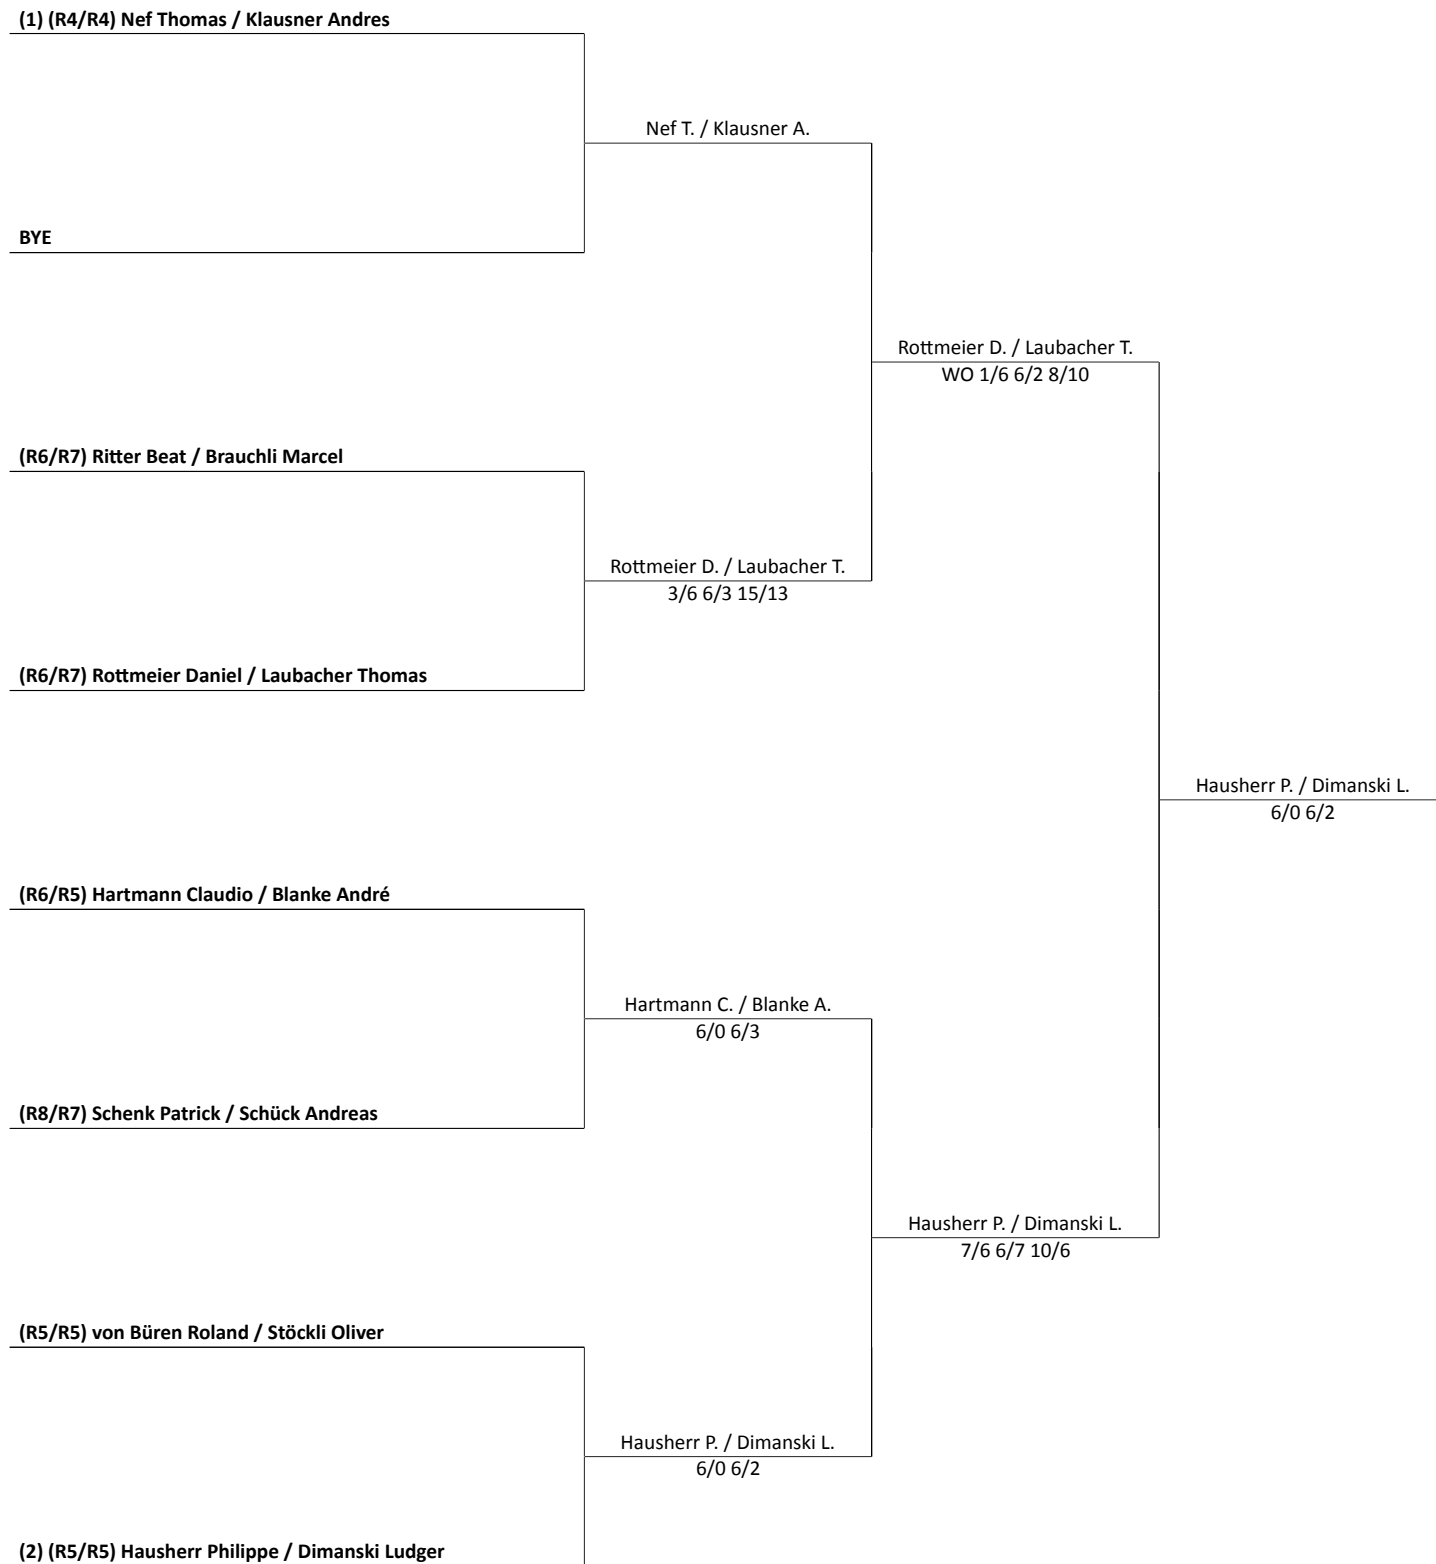 (1) (R4/R4) Nef Thomas / Klausner Andres
Nef T. / Klausner A.
BYE
Rottmeier D. / Laubacher T.
WO 1/6 6/2 8/10
(R6/R7) Ritter Beat / Brauchli Marcel
Rottmeier D. / Laubacher T.
3/6 6/3 15/13
(R6/R7) Rottmeier Daniel / Laubacher Thomas
Hausherr P. / Dimanski L.
6/0 6/2
(R6/R5) Hartmann Claudio / Blanke André
Hartmann C. / Blanke A.
6/0 6/3
(R8/R7) Schenk Patrick / Schück Andreas
Hausherr P. / Dimanski L.
7/6 6/7 10/6
(R5/R5) von Büren Roland / Stöckli Oliver
Hausherr P. / Dimanski L.
6/0 6/2
(2) (R5/R5) Hausherr Philippe / Dimanski Ludger